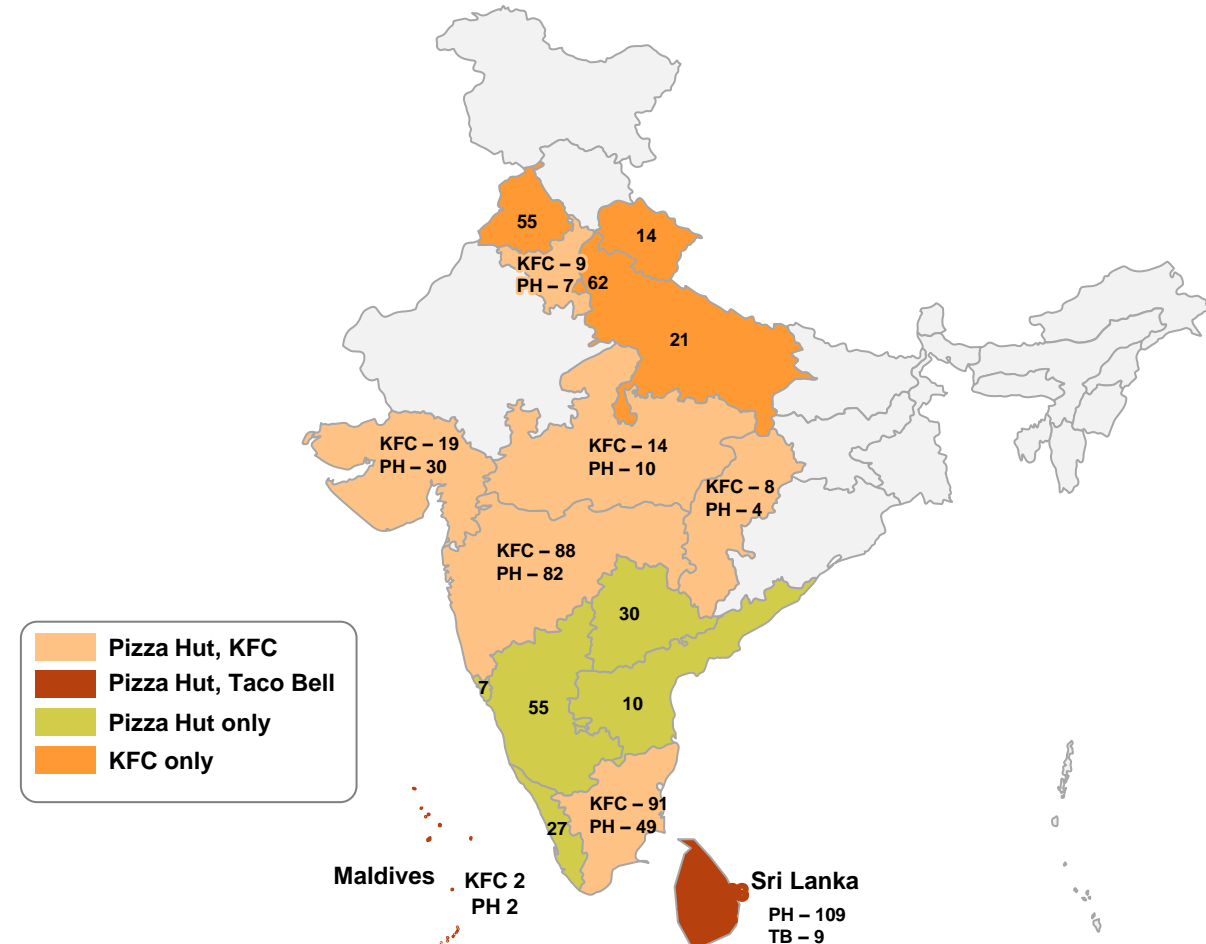 55
14
KFC – 9
PH – 7
62
21
KFC – 19
PH – 30
KFC – 14
PH – 10
KFC – 8
PH – 4
KFC – 88
PH – 82
30
7
55
10
KFC – 91
PH – 49
27
Pizza Hut, KFC
Pizza Hut, Taco Bell
Pizza Hut only
KFC only
Maldives
KFC 2
PH 2
Sri Lanka
PH – 109
TB – 9